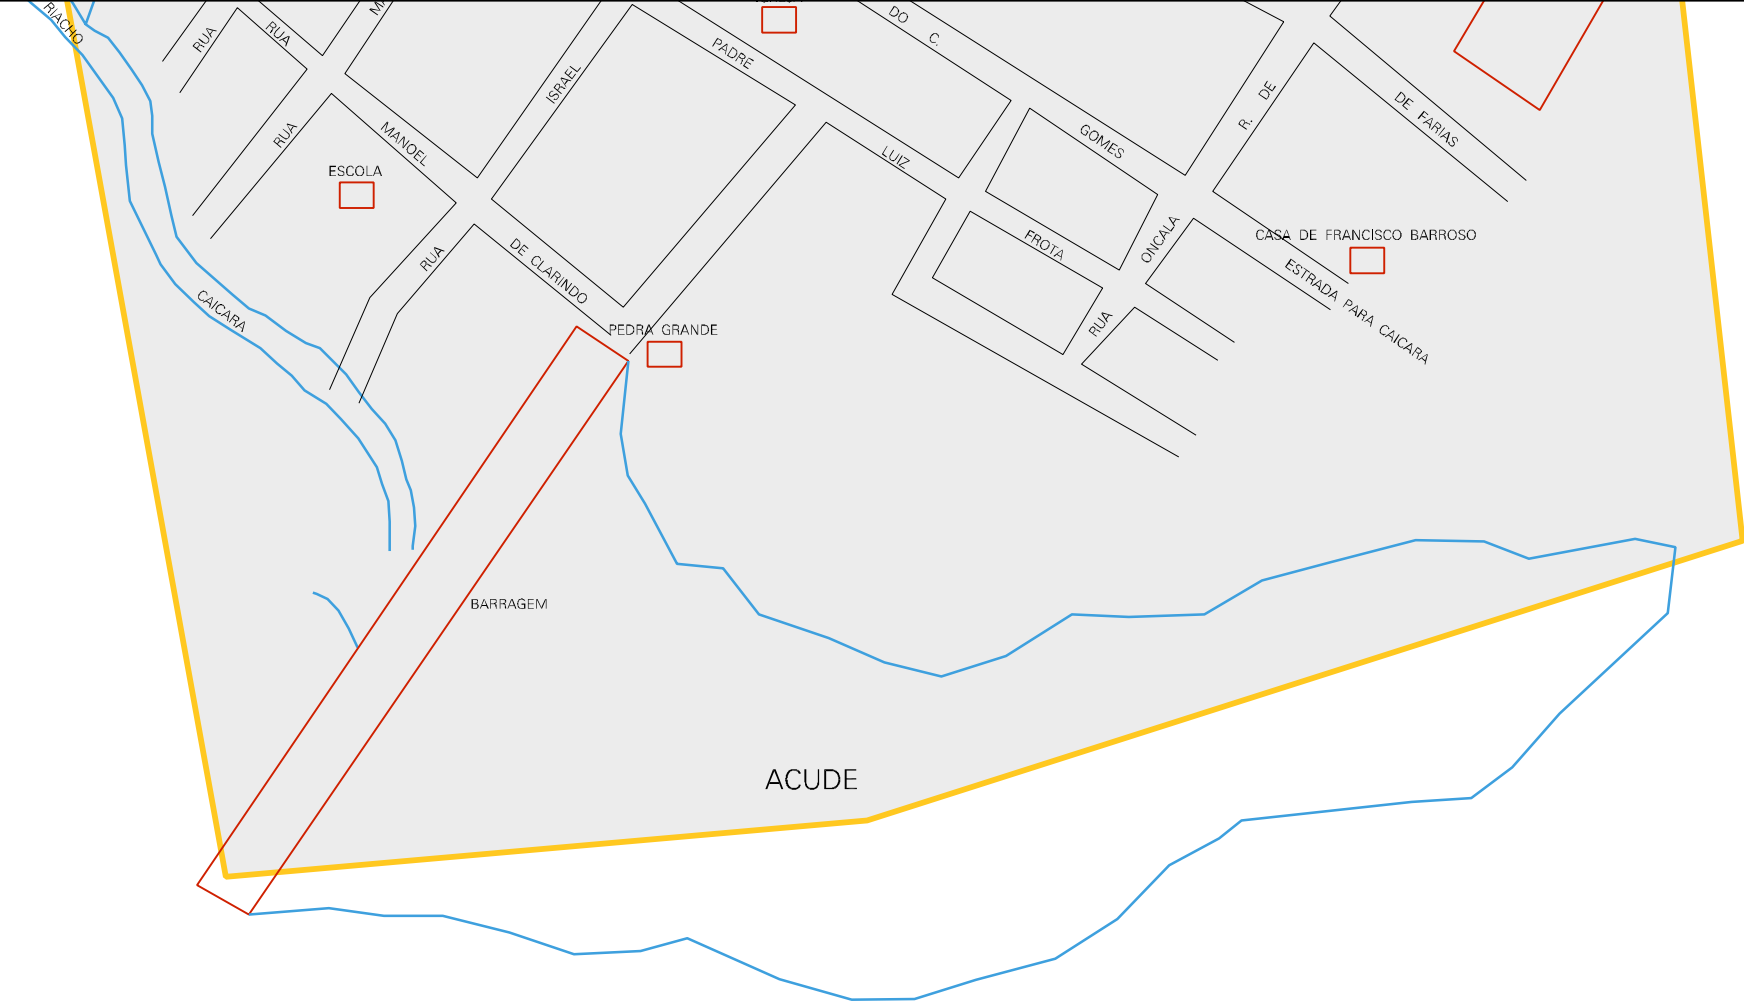 RIACHO
RUA
RUA
DO
C.
PADRE
ISRAEL
R. DE
DE FARIAS
RUA
MANOEL
GOMES
LUIZ
ESCOLA
CASA DE FRANCISCO BARROSO
ONCALA
FROTA
RUA
DE CLARINDO
ESTRADA PARA CAICARA
CAICARA
PEDRA GRANDE
RUA
BARRAGEM
ACUDE